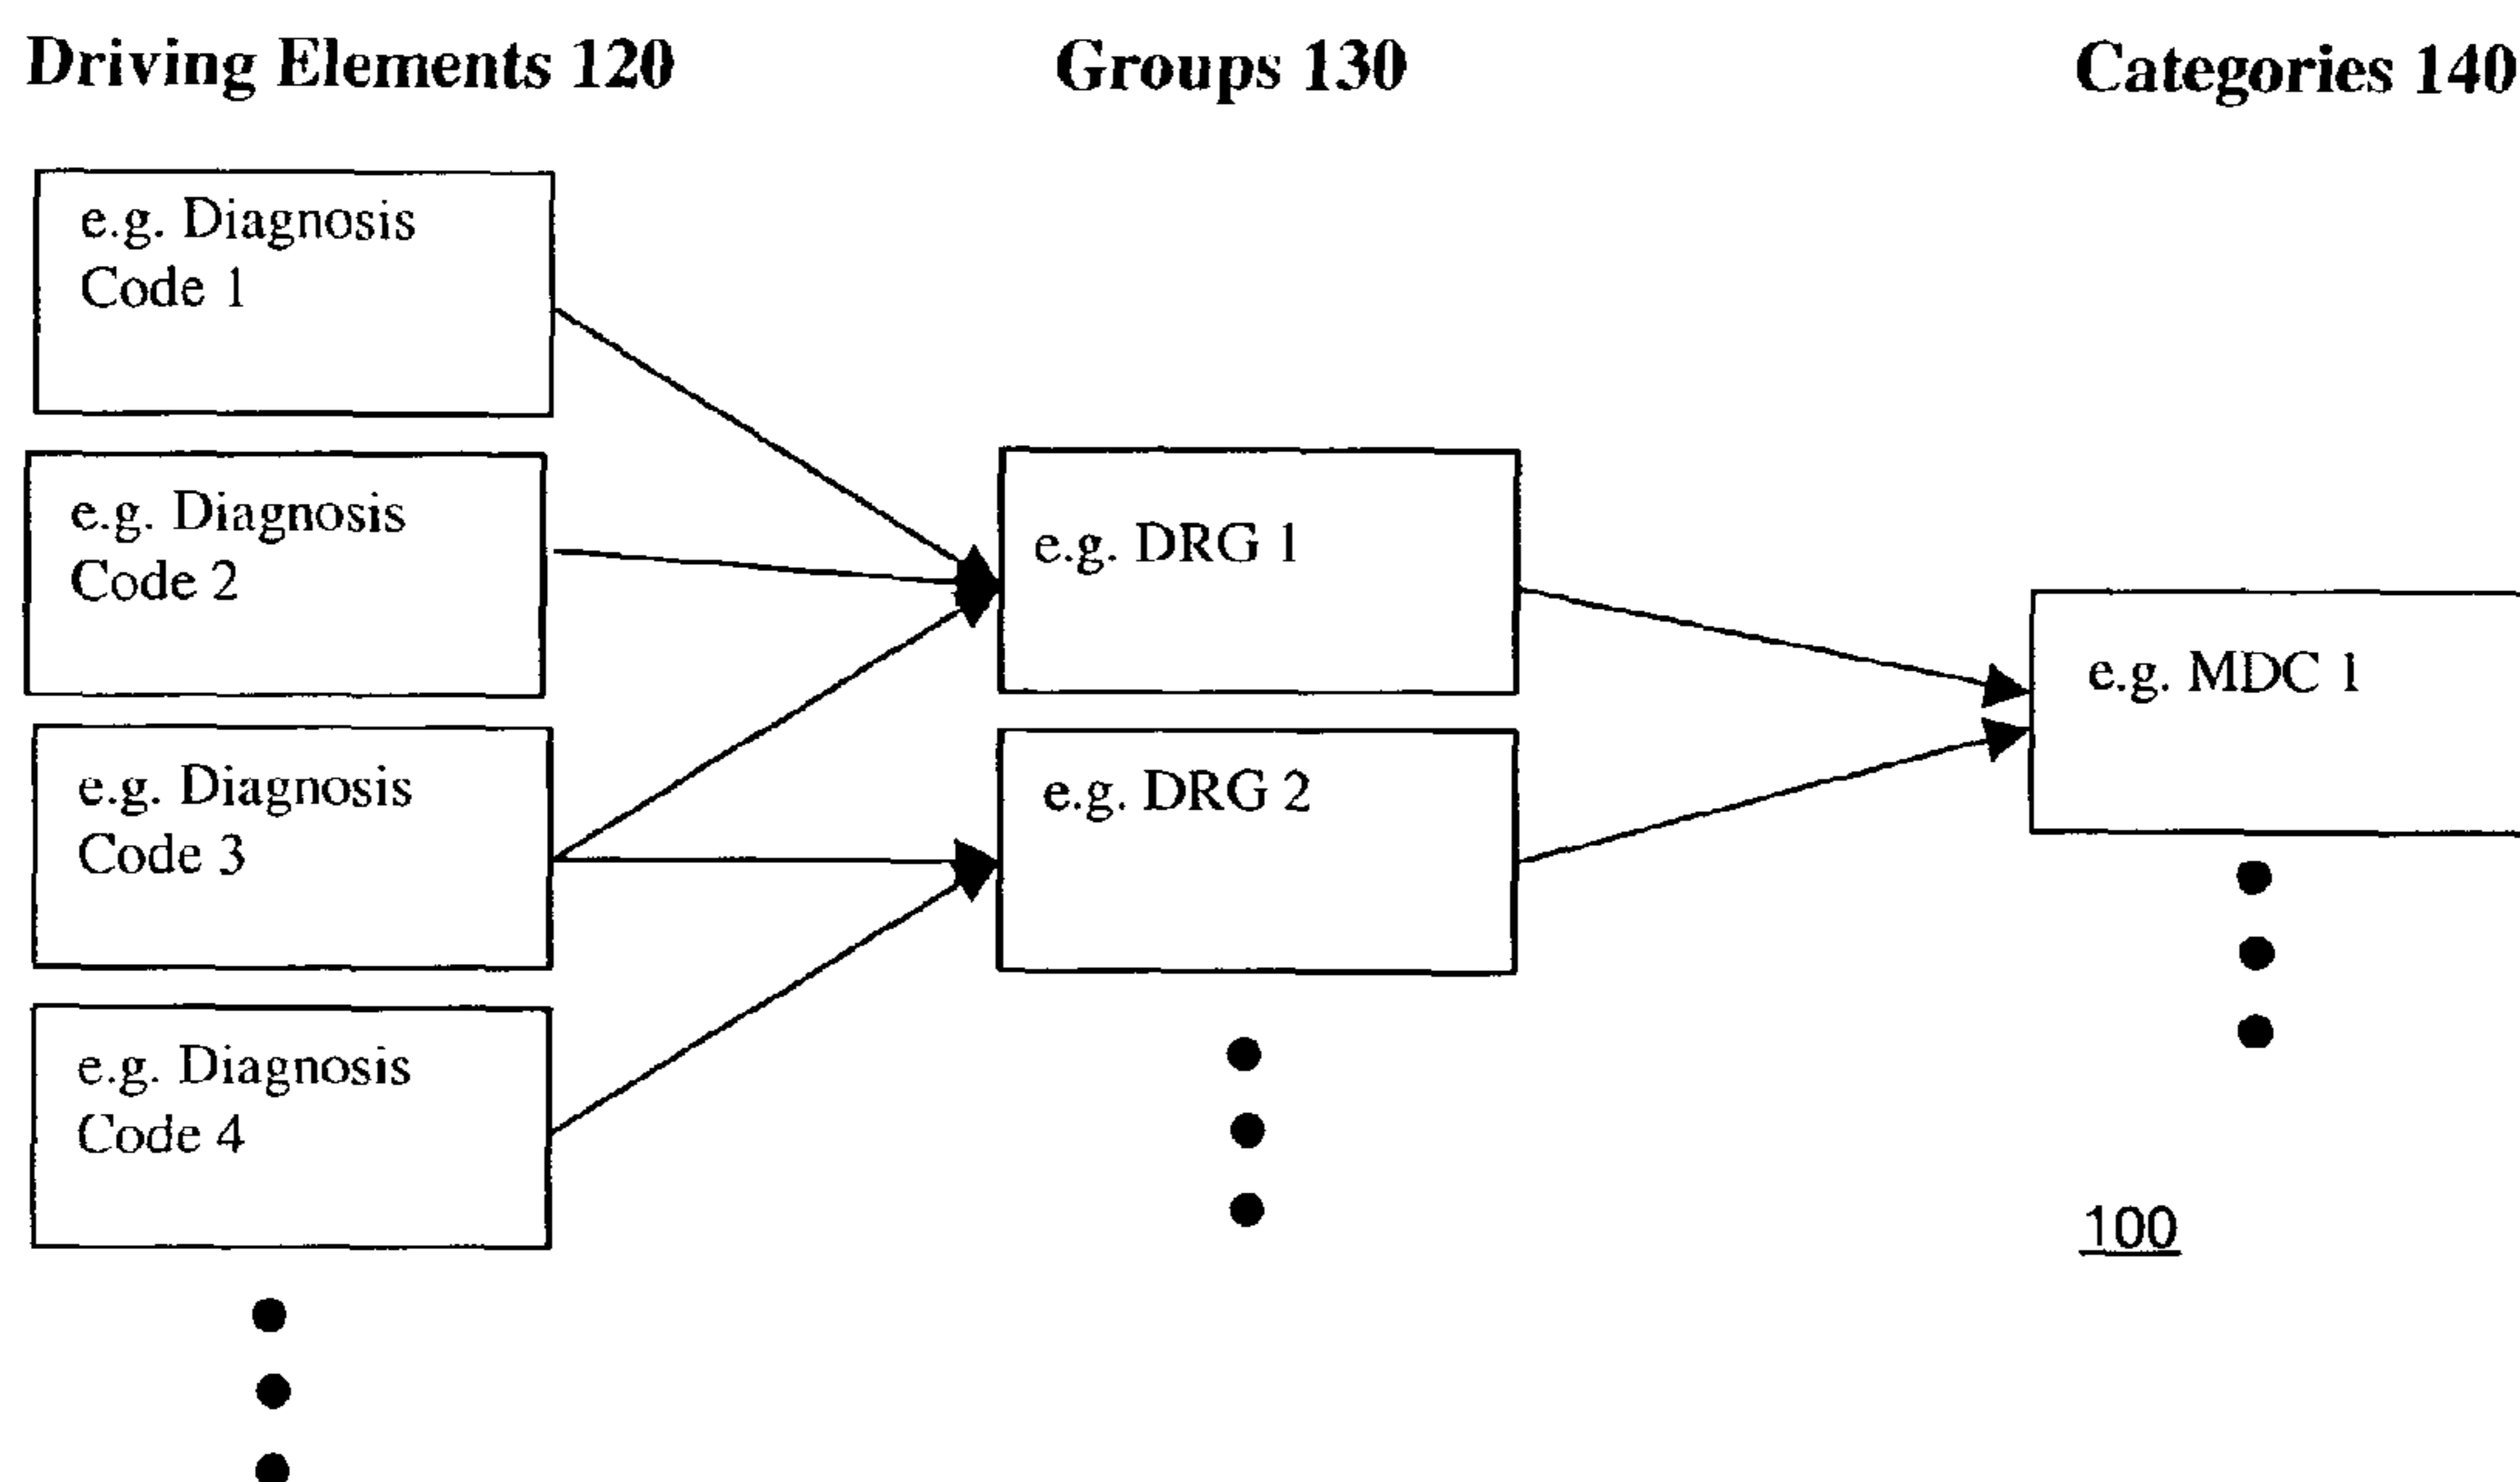 Driving Elements 120
Groups 130
Categories 140
e.g. Diagnosis
Code 1
e.g. Diagnosis
Code 2
e.g. Diagnosis
Code 3
e.g. Diagnosis
Code 4
e.g. DRG 1
e.g. DRG 2
e.g. MDC 1
100